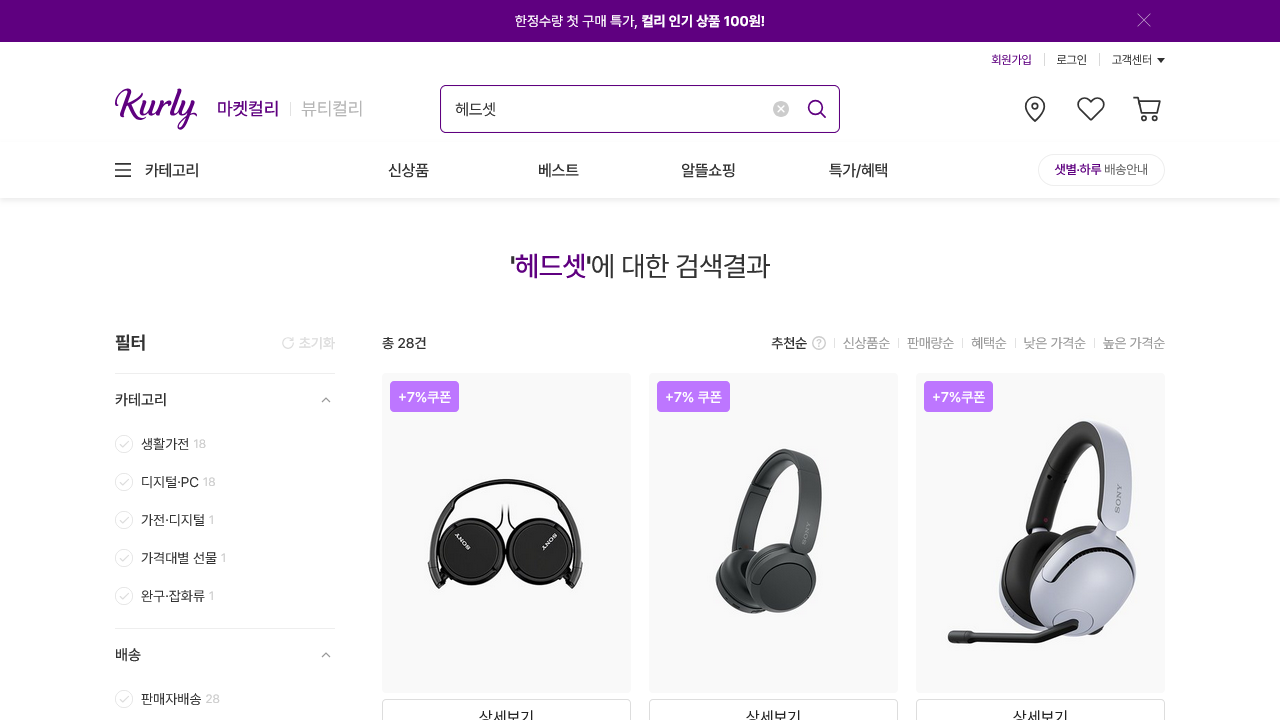 한정수량 첫 구매 특가, 컬리 인기 상품 100원!
회원가입 로그인 고객센터
Kurly 마켓컬리 뷰티컬리 헤드셋
카테고리 신상품 베스트 알뜰쇼핑 특가/혜택 샛별·하루 배송안내
'헤드셋'에 대한 검색결과
필터 초기화 총 28건 추천순 신상품순 판매량순 혜택순 낮은 가격순 높은 가격순
+7%쿠폰 +7% 쿠폰 +7%쿠폰
카테고리
생활가전 18
디지털·PC 18
가전·디지털 1
가격대별 선물 1
완구·잡화류 1
배송
판매자배송 28
SONY SONY
SONY
SONY
상세보기 상세보기 상세보기